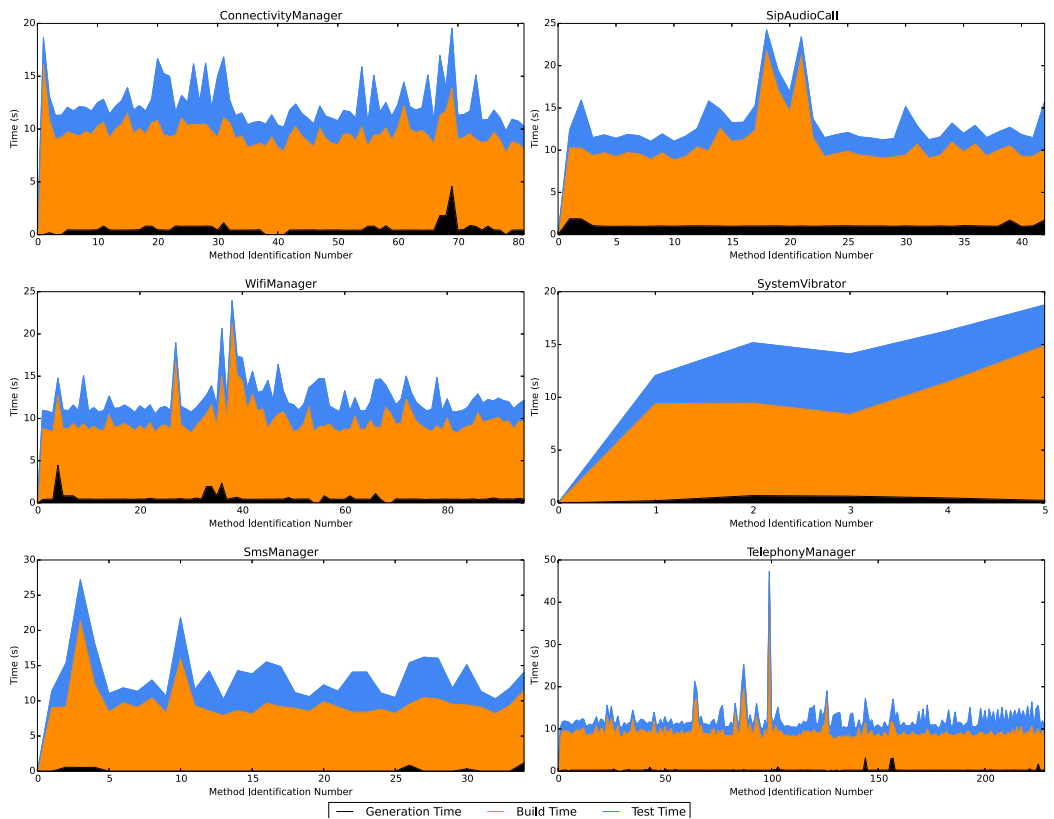 ConnectivityManager
20
15
10
5
0
Time (s)
0 10 20 30 40 50 60 70 80
Method Identification Number
SipAudioCall
25
20
15
10
5
0
Time (s)
0 5 10 15 20 25 30 35 40
Method Identification Number
WifiManager
25
20
15
10
5
0
Time (s)
0 20 40 60 80
Method Identification Number
SystemVibrator
20
15
10
5
0
Time (s)
0 1 2 3 4 5
Method Identification Number
SmsManager
30
25
20
15
10
5
0
Time (s)
0 5 10 15 20 25 30
Method Identification Number
TelephonyManager
50
40
30
20
10
0
Time (s)
0 50 100 150 200
Method Identification Number
Generation Time Build Time Test Time